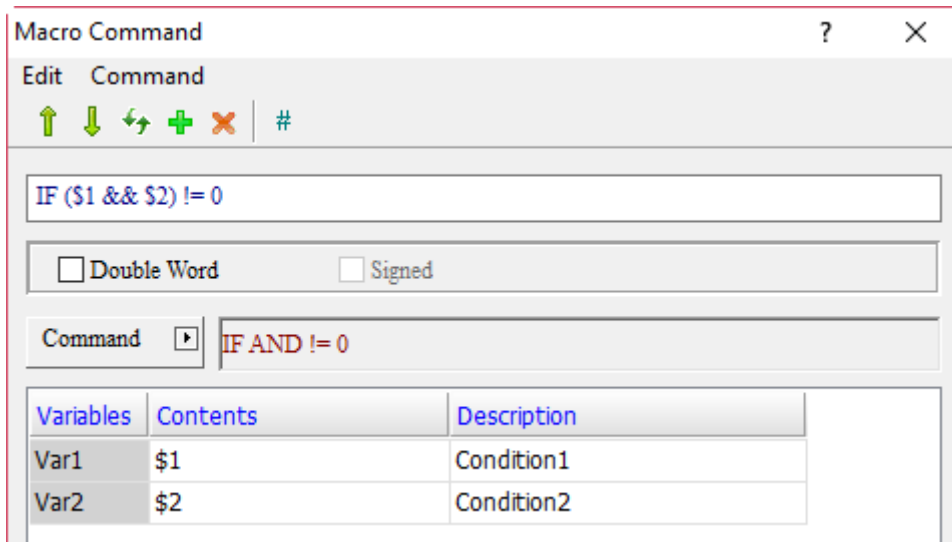 Macro Command ?
Edit Command
#
IF ($1 && $2) != 0
Double Word Signed
Command IF AND != 0
Variables Contents Description
Var1 $1 Condition1
Var2 $2 Condition2